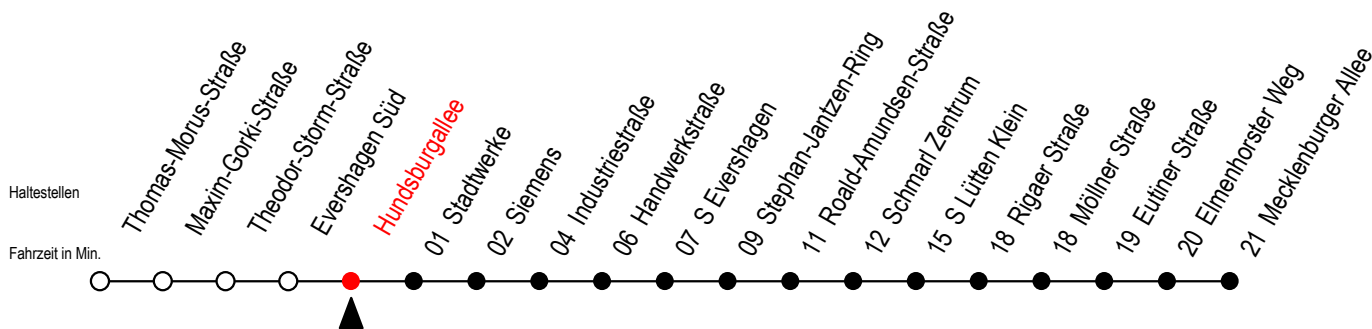 Haltestellen
Fahrzeit in Min.
Thomas-Morus-Straße
Maxim-Gorki-Straße
Theodor-Storm-Straße
Evershagen Süd
Hundsburgallee
01 Stadtwerke
02 Siemens
04 Industriestraße
06 Handwerkstraße
07 S Evershagen
09 Stephan-Jantzen-Ring
11 Roald-Amundsen-Straße
12 Schmarl Zentrum
15 S Lütten Klein
18 Rigaer Straße
18 Möllner Straße
19 Eutiner Straße
20 Elmenhorster Weg
21 Mecklenburger Allee